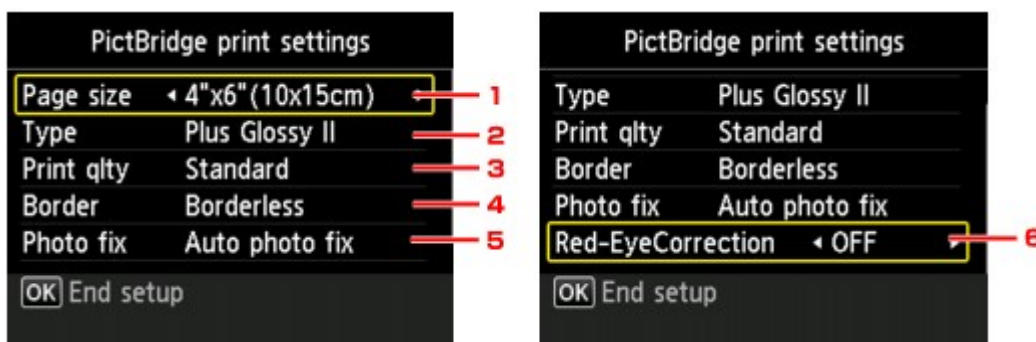 PictBridge print settings
Page size 4"x6"(10x15cm) 1
Type Plus Glossy II 2
Print qlty Standard 3
Border Borderless 4
Photo fix Auto photo fix 5
OK End setup
PictBridge print settings
Type Plus Glossy II
Print qlty Standard
Border Borderless
Photo fix Auto photo fix
Red-EyeCorrection OFF 6
OK End setup